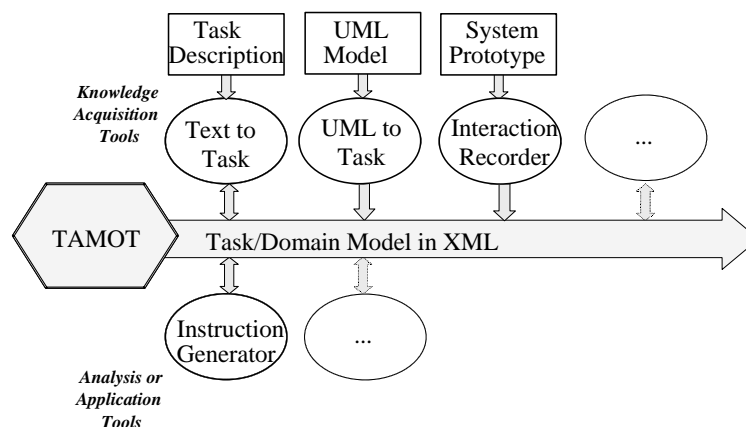 Task
Description
UML
Model
System
Prototype
Knowledge
Acquisition
Tools
Text to
Task
UML to
Task
Interaction
Recorder
...
TAMOT
Task/Domain Model in XML
Instruction
Generator
...
Analysis or
Application
Tools